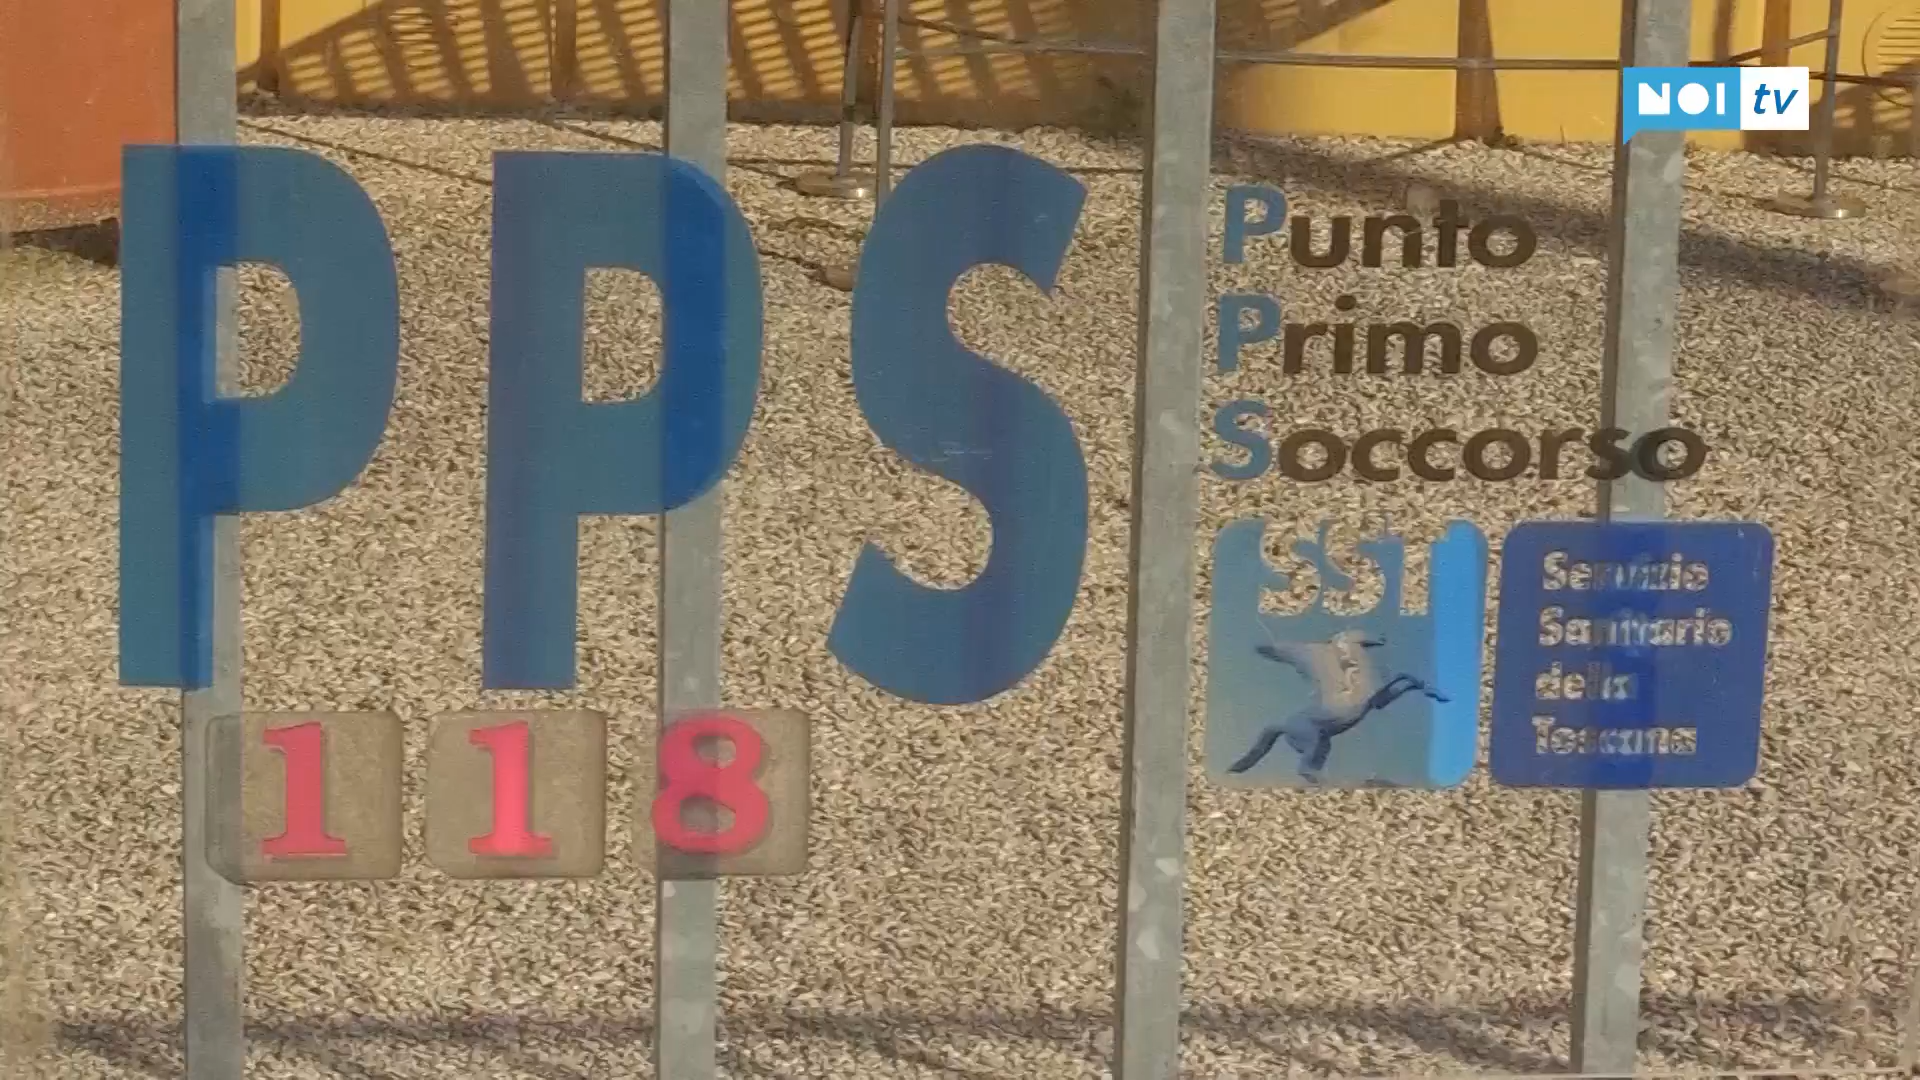 NOI tv
PPS
Punto
Primo
Soccorso
SST
Servizio
Sanitario
della
Toscana
118